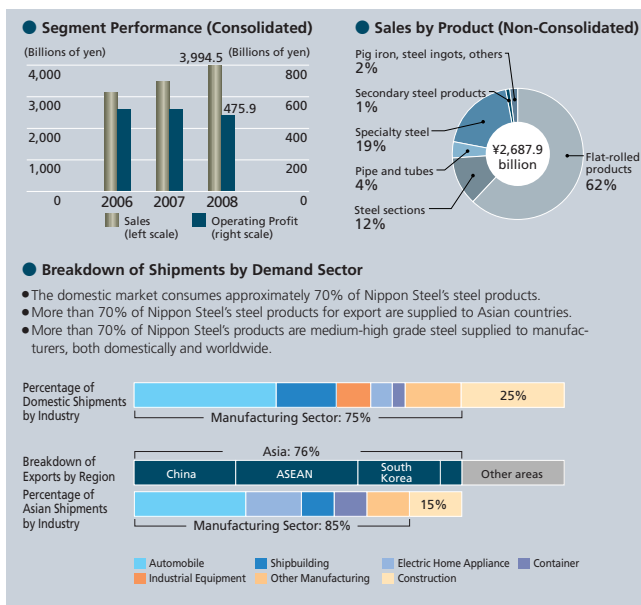 Segment Performance (Consolidated)
(Billions of yen) (Billions of yen)
3,994.5
4,000 800
3,000 475.9 600
2,000 400
1,000 200
0 0
2006 2007 2008
Sales
(left scale)
Operating Profit
(right scale)
Sales by Product (Non-Consolidated)
Pig iron, steel ingots, others
2%
Secondary steel products
1%
Specialty steel
19%
Pipe and tubes
4%
Steel sections
12%
¥2,687.9
billion
Flat-rolled
products
62%
Breakdown of Shipments by Demand Sector
• The domestic market consumes approximately 70% of Nippon Steel's steel products.
• More than 70% of Nippon Steel's steel products for export are supplied to Asian countries.
• More than 70% of Nippon Steel's products are medium-high grade steel supplied to manufac-
turers, both domestically and worldwide.
Percentage of
Domestic Shipments
by Industry
25%
Manufacturing Sector: 75%
Asia: 76%
Breakdown of
Exports by Region
China ASEAN South
Korea Other areas
Percentage of
Asian Shipments
by Industry
15%
Manufacturing Sector: 85%
Automobile Shipbuilding Electric Home Appliance Container
Industrial Equipment Other Manufacturing Construction